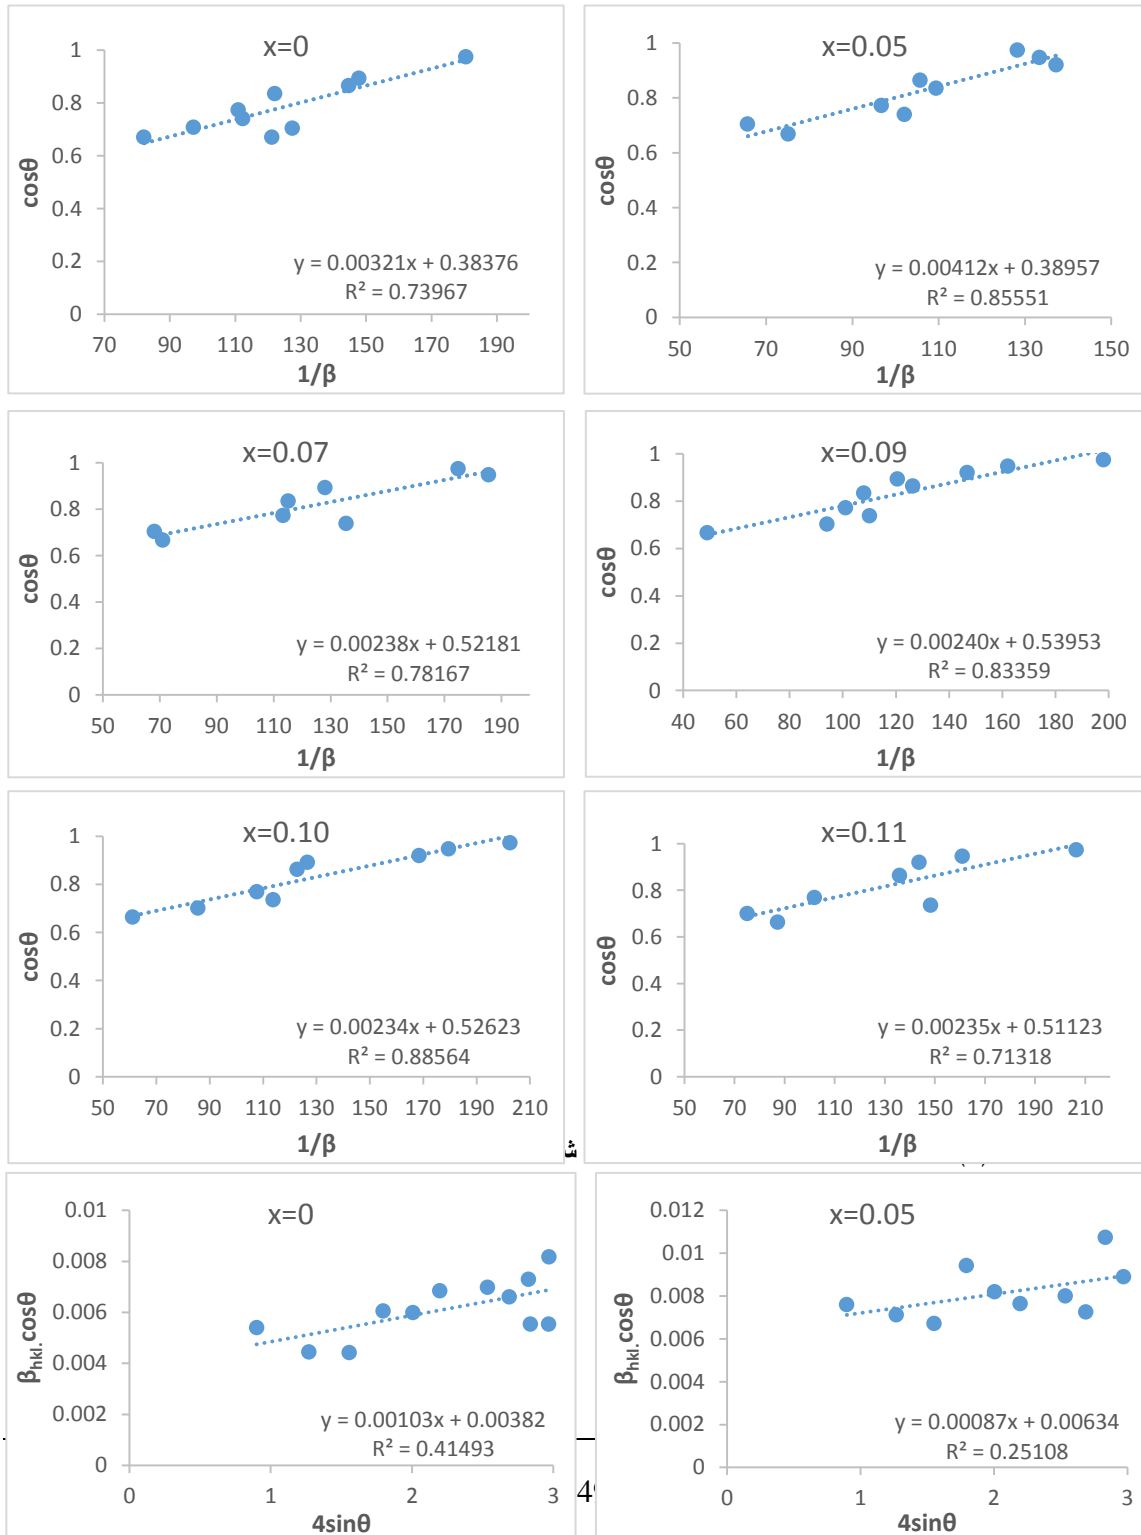 x=0
1
0.8
0.6
0.4
0.2
0
cosθ
y = 0.00321x + 0.38376
R² = 0.73967
70 90 110 130 150 170 190
1/β
x=0.05
1
0.8
0.6
0.4
0.2
0
cosθ
y = 0.00412x + 0.38957
R² = 0.85551
50 70 90 110 130 150
1/β
x=0.07
1
0.8
0.6
0.4
0.2
0
cosθ
y = 0.00238x + 0.52181
R² = 0.78167
50 70 90 110 130 150 170 190
1/β
x=0.09
1
0.8
0.6
0.4
0.2
0
cosθ
y = 0.00240x + 0.53953
R² = 0.83359
40 60 80 100 120 140 160 180 200
1/β
x=0.10
1
0.8
0.6
0.4
0.2
0
cosθ
y = 0.00234x + 0.52623
R² = 0.88564
50 70 90 110 130 150 170 190 210
1/β
x=0.11
1
0.8
0.6
0.4
0.2
0
cosθ
y = 0.00235x + 0.51123
R² = 0.71318
50 70 90 110 130 150 170 190 210
1/β
x=0
0.01
0.008
0.006
0.004
0.002
0
βhkl.cosθ
y = 0.00103x + 0.00382
R² = 0.41493
0 1 2 3
4sinθ
x=0.05
0.012
0.01
0.008
0.006
0.004
0.002
0
βhkl.cosθ
y = 0.00087x + 0.00634
R² = 0.25108
0 1 2 3
4sinθ